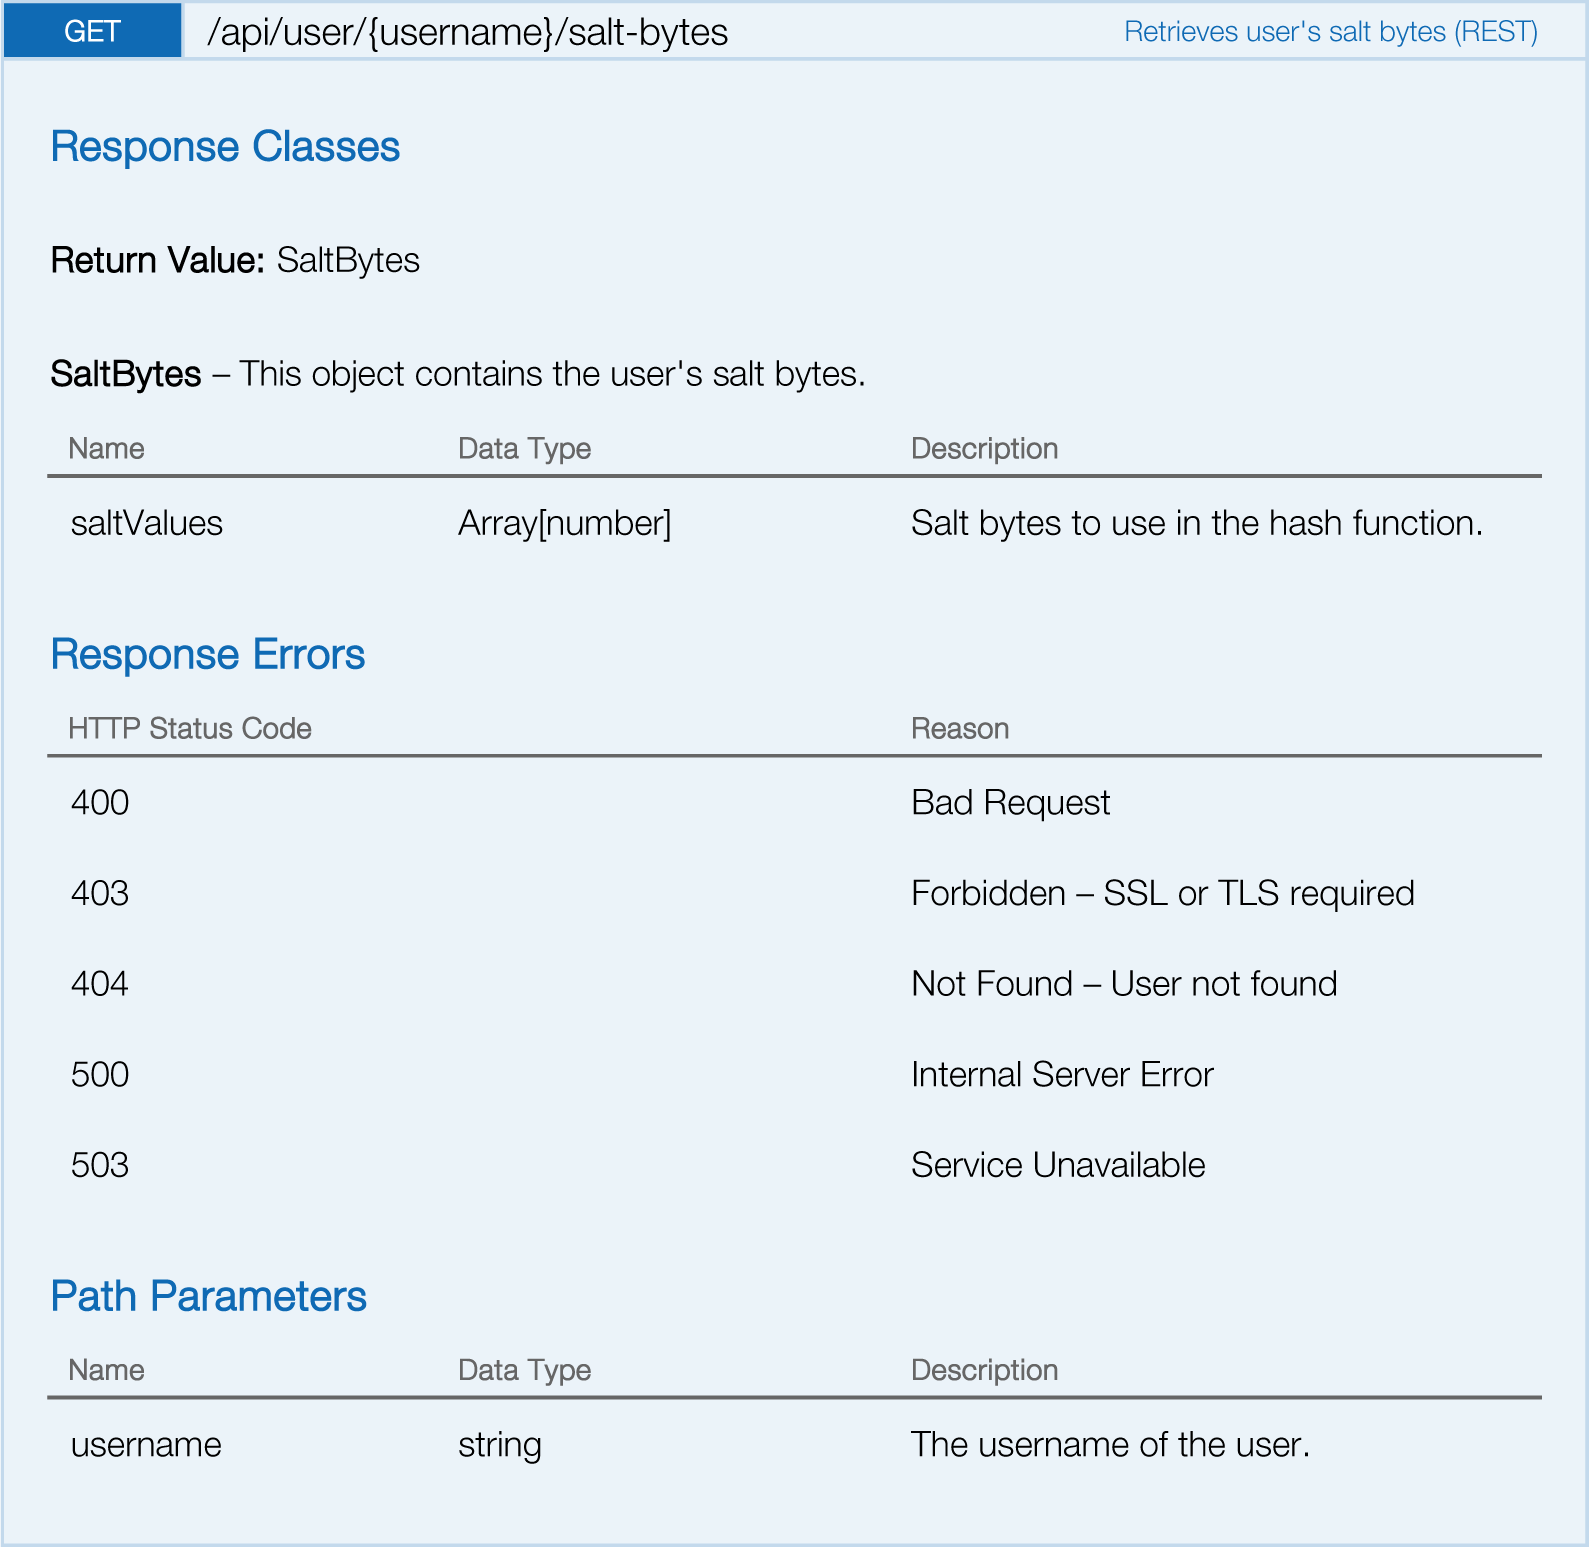 GET /api/user/{username}/salt-bytes Retrieves user's salt bytes (REST)
Response Classes
Return Value: SaltBytes
SaltBytes – This object contains the user's salt bytes.
Name Data Type Description
saltValues Array[number] Salt bytes to use in the hash function.
Response Errors
HTTP Status Code Reason
400 Bad Request
403 Forbidden – SSL or TLS required
404 Not Found – User not found
500 Internal Server Error
503 Service Unavailable
Path Parameters
Name Data Type Description
username string The username of the user.